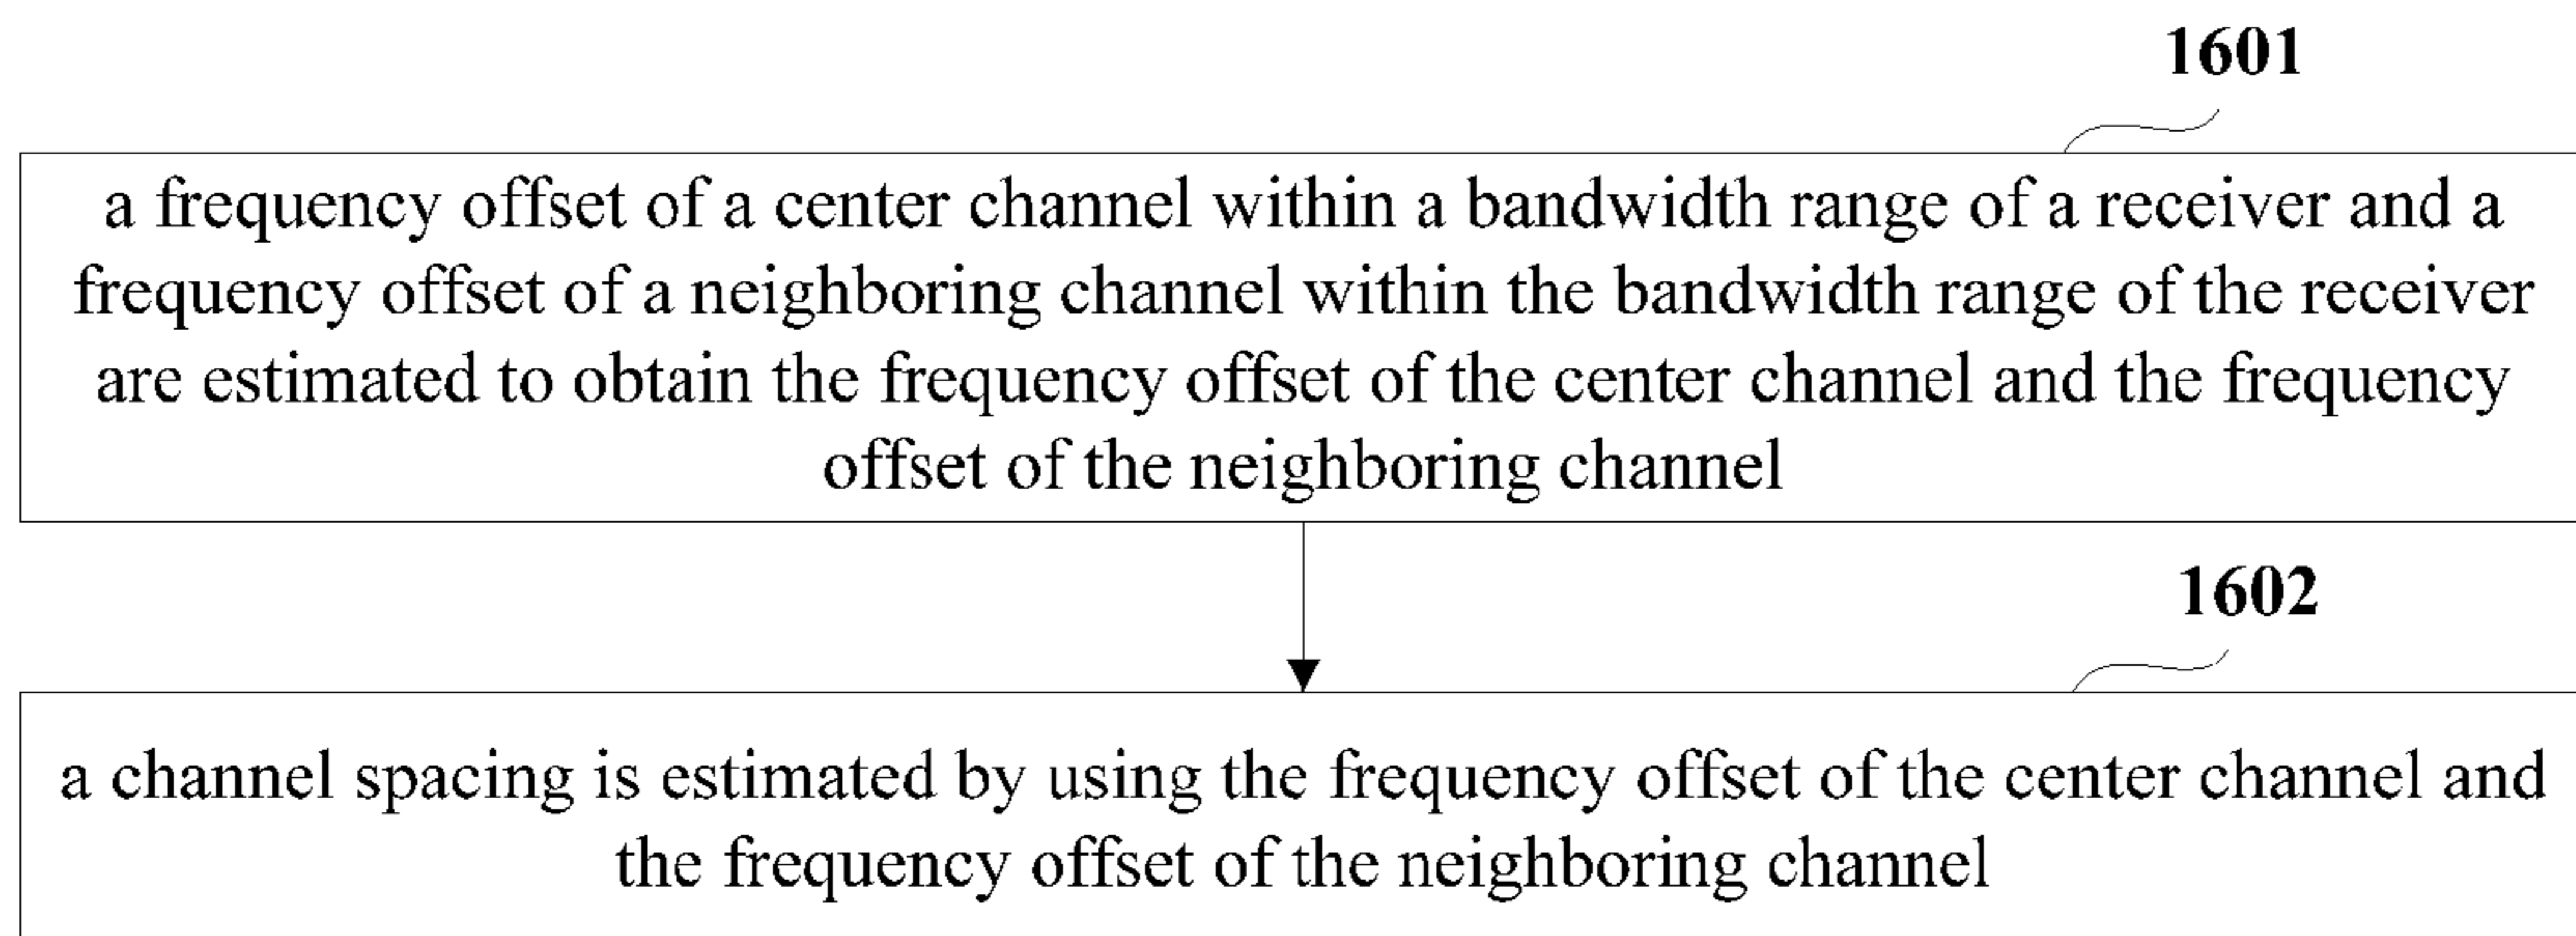 1601
a frequency offset of a center channel within a bandwidth range of a receiver and a
frequency offset of a neighboring channel within the bandwidth range of the receiver
are estimated to obtain the frequency offset of the center channel and the frequency
offset of the neighboring channel
1602
a channel spacing is estimated by using the frequency offset of the center channel and
the frequency offset of the neighboring channel